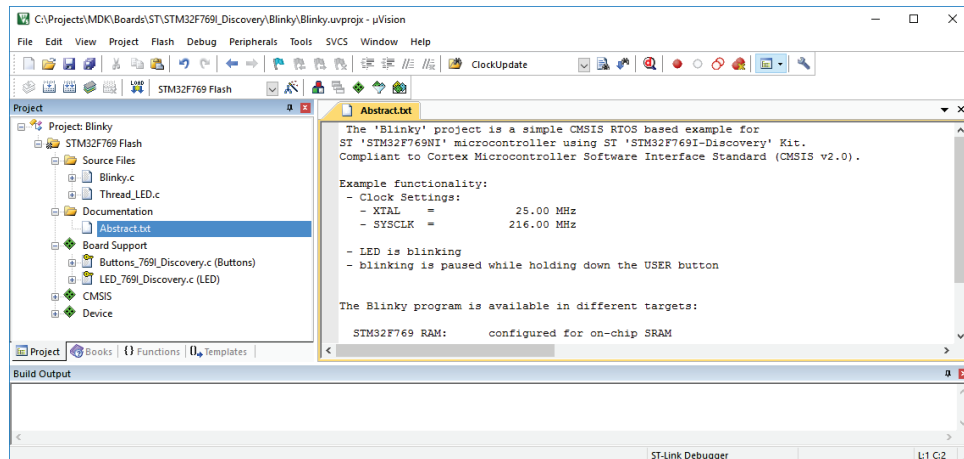 C:\Projects\MDK\Boards\ST\STM32F769I_Discovery\Blinky\Blinky.uvprojx - µVision
File Edit View Project Flash Debug Peripherals Tools SVCS Window Help
ClockUpdate
LOAD STM32F769 Flash
Project
Project: Blinky
STM32F769 Flash
Source Files
Blinky.c
Thread_LED.c
Documentation
Abstract.txt
Board Support
Buttons_769I_Discovery.c (Buttons)
LED_769I_Discovery.c (LED)
CMSIS
Device
Project Books {} Functions 0 Templates
Abstract.txt
The 'Blinky' project is a simple CMSIS RTOS based example for
ST 'STM32F769NI' microcontroller using ST 'STM32F769I-Discovery' Kit.
Compliant to Cortex Microcontroller Software Interface Standard (CMSIS v2.0).
Example functionality:
- Clock Settings:
- XTAL = 25.00 MHz
- SYSCLK = 216.00 MHz
- LED is blinking
- blinking is paused while holding down the USER button
The Blinky program is available in different targets:
STM32F769 RAM: configured for on-chip SRAM
Build Output
ST-Link Debugger L:1 C:2